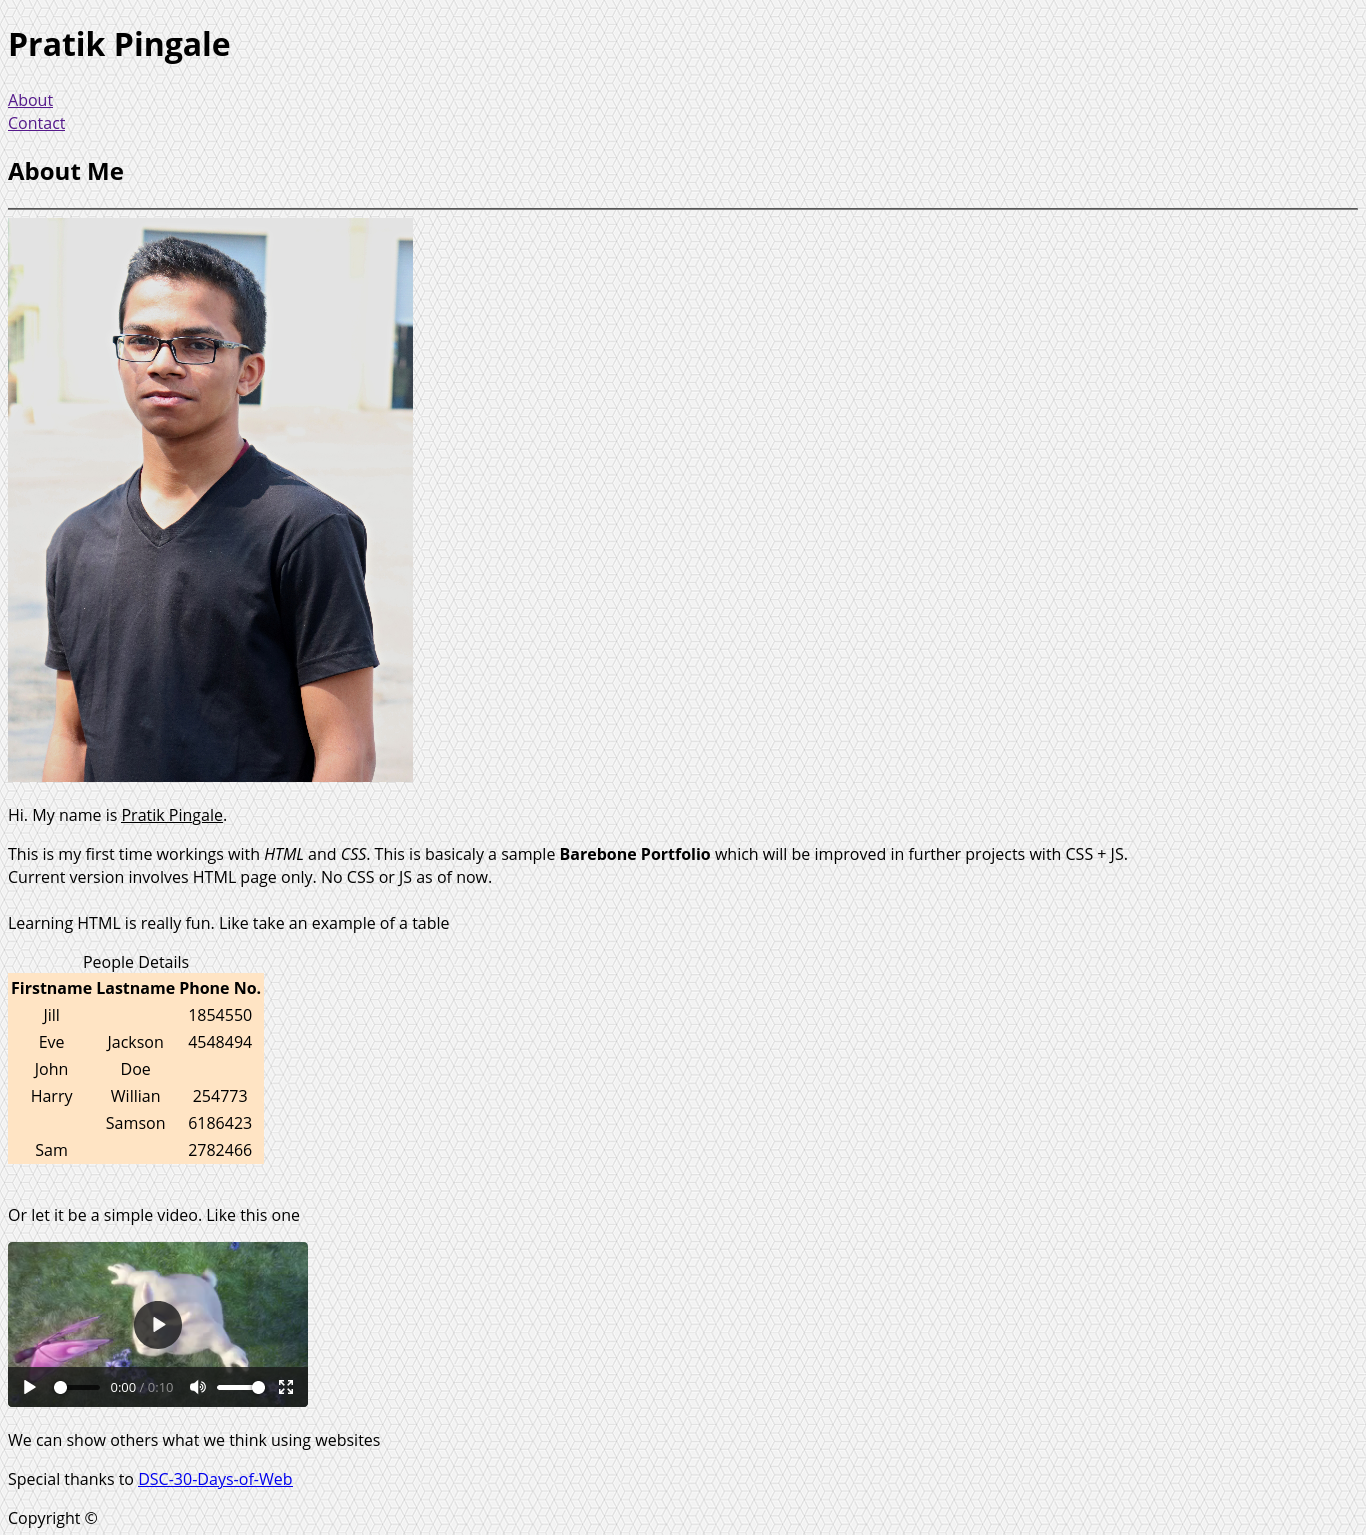 Pratik Pingale
About
Contact
About Me
Hi. My name is Pratik Pingale.
This is my first time workings with HTML and CSS. This is basicaly a sample Barebone Portfolio which will be improved in further projects with CSS + JS.
Current version involves HTML page only. No CSS or JS as of now.
Learning HTML is really fun. Like take an example of a table
People Details
Firstname Lastname Phone No.
Jill 1854550
Eve Jackson 4548494
John Doe
Harry Willian 254773
Samson 6186423
Sam 2782466
Or let it be a simple video. Like this one
0:00 / 0:10
We can show others what we think using websites
Special thanks to DSC-30-Days-of-Web
Copyright ©